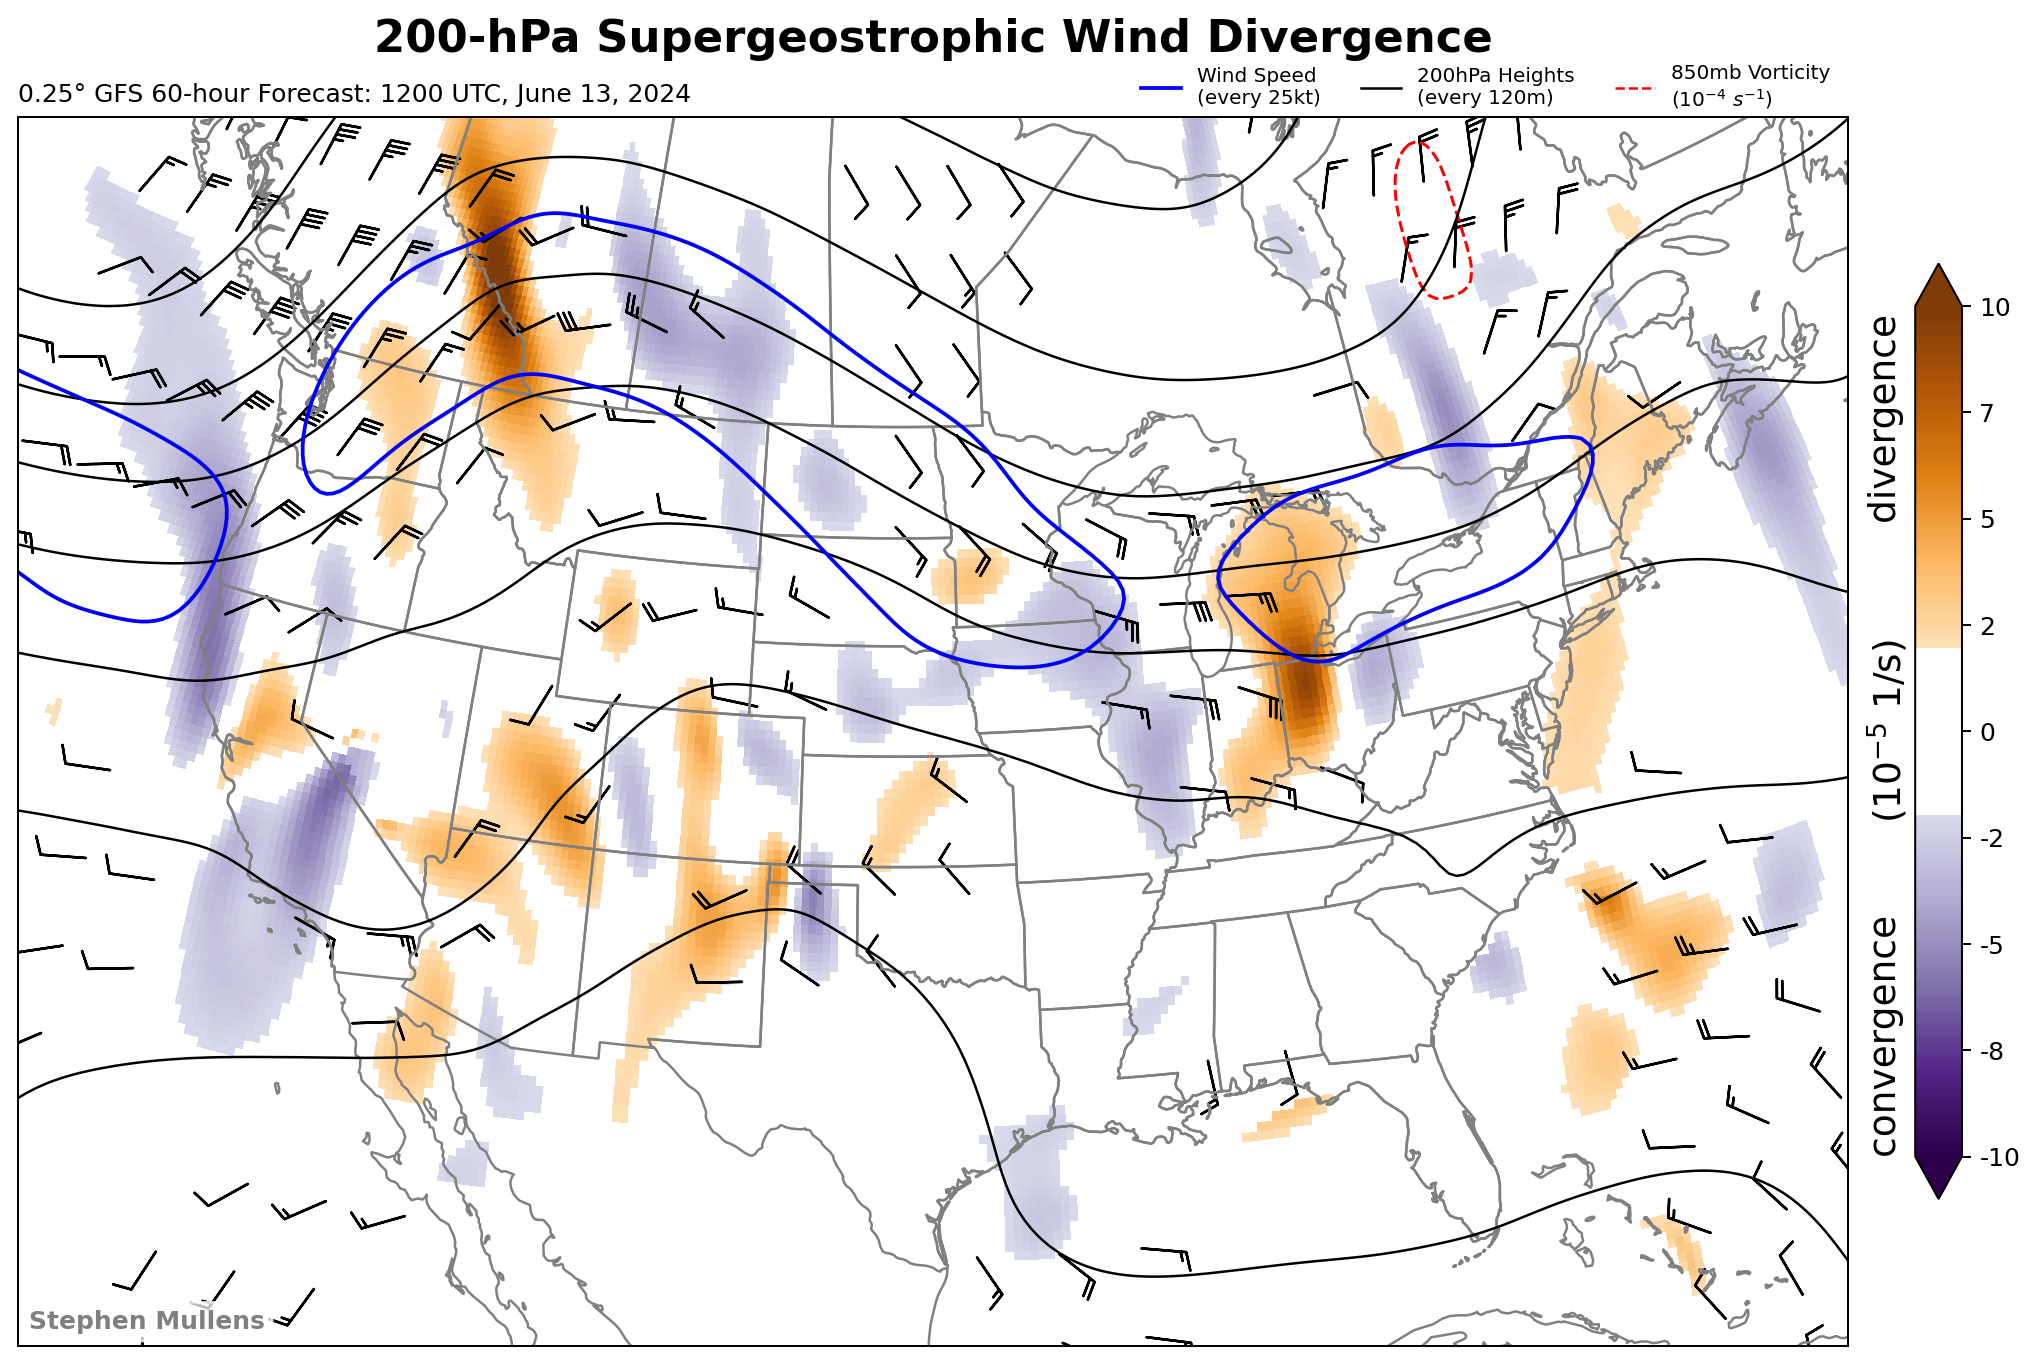 200-hPa Supergeostrophic Wind Divergence
0.25° GFS 60-hour Forecast: 1200 UTC, June 13, 2024
Wind Speed
(every 25kt)
200hPa Heights
(every 120m)
850mb Vorticity
(10⁻⁴ s⁻¹)
10
7
5
2
0
-2
-5
-8
-10
convergence (10⁻⁵ 1/s) divergence
Stephen Mullens